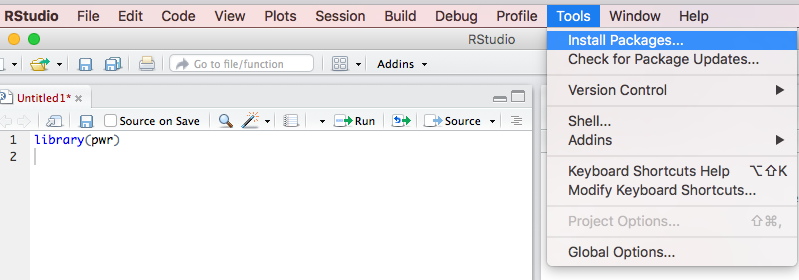 RStudio File Edit Code View Plots Session Build Debug Profile Tools Window Help
RStudio
Go to file/function Addins
Untitled1*
Source on Save Run Source
1 library(pwr)
2
Install Packages...
Check for Package Updates...
Version Control
Shell...
Addins
Keyboard Shortcuts Help ⌥⇧K
Modify Keyboard Shortcuts...
Project Options... ⇧⌘,
Global Options...